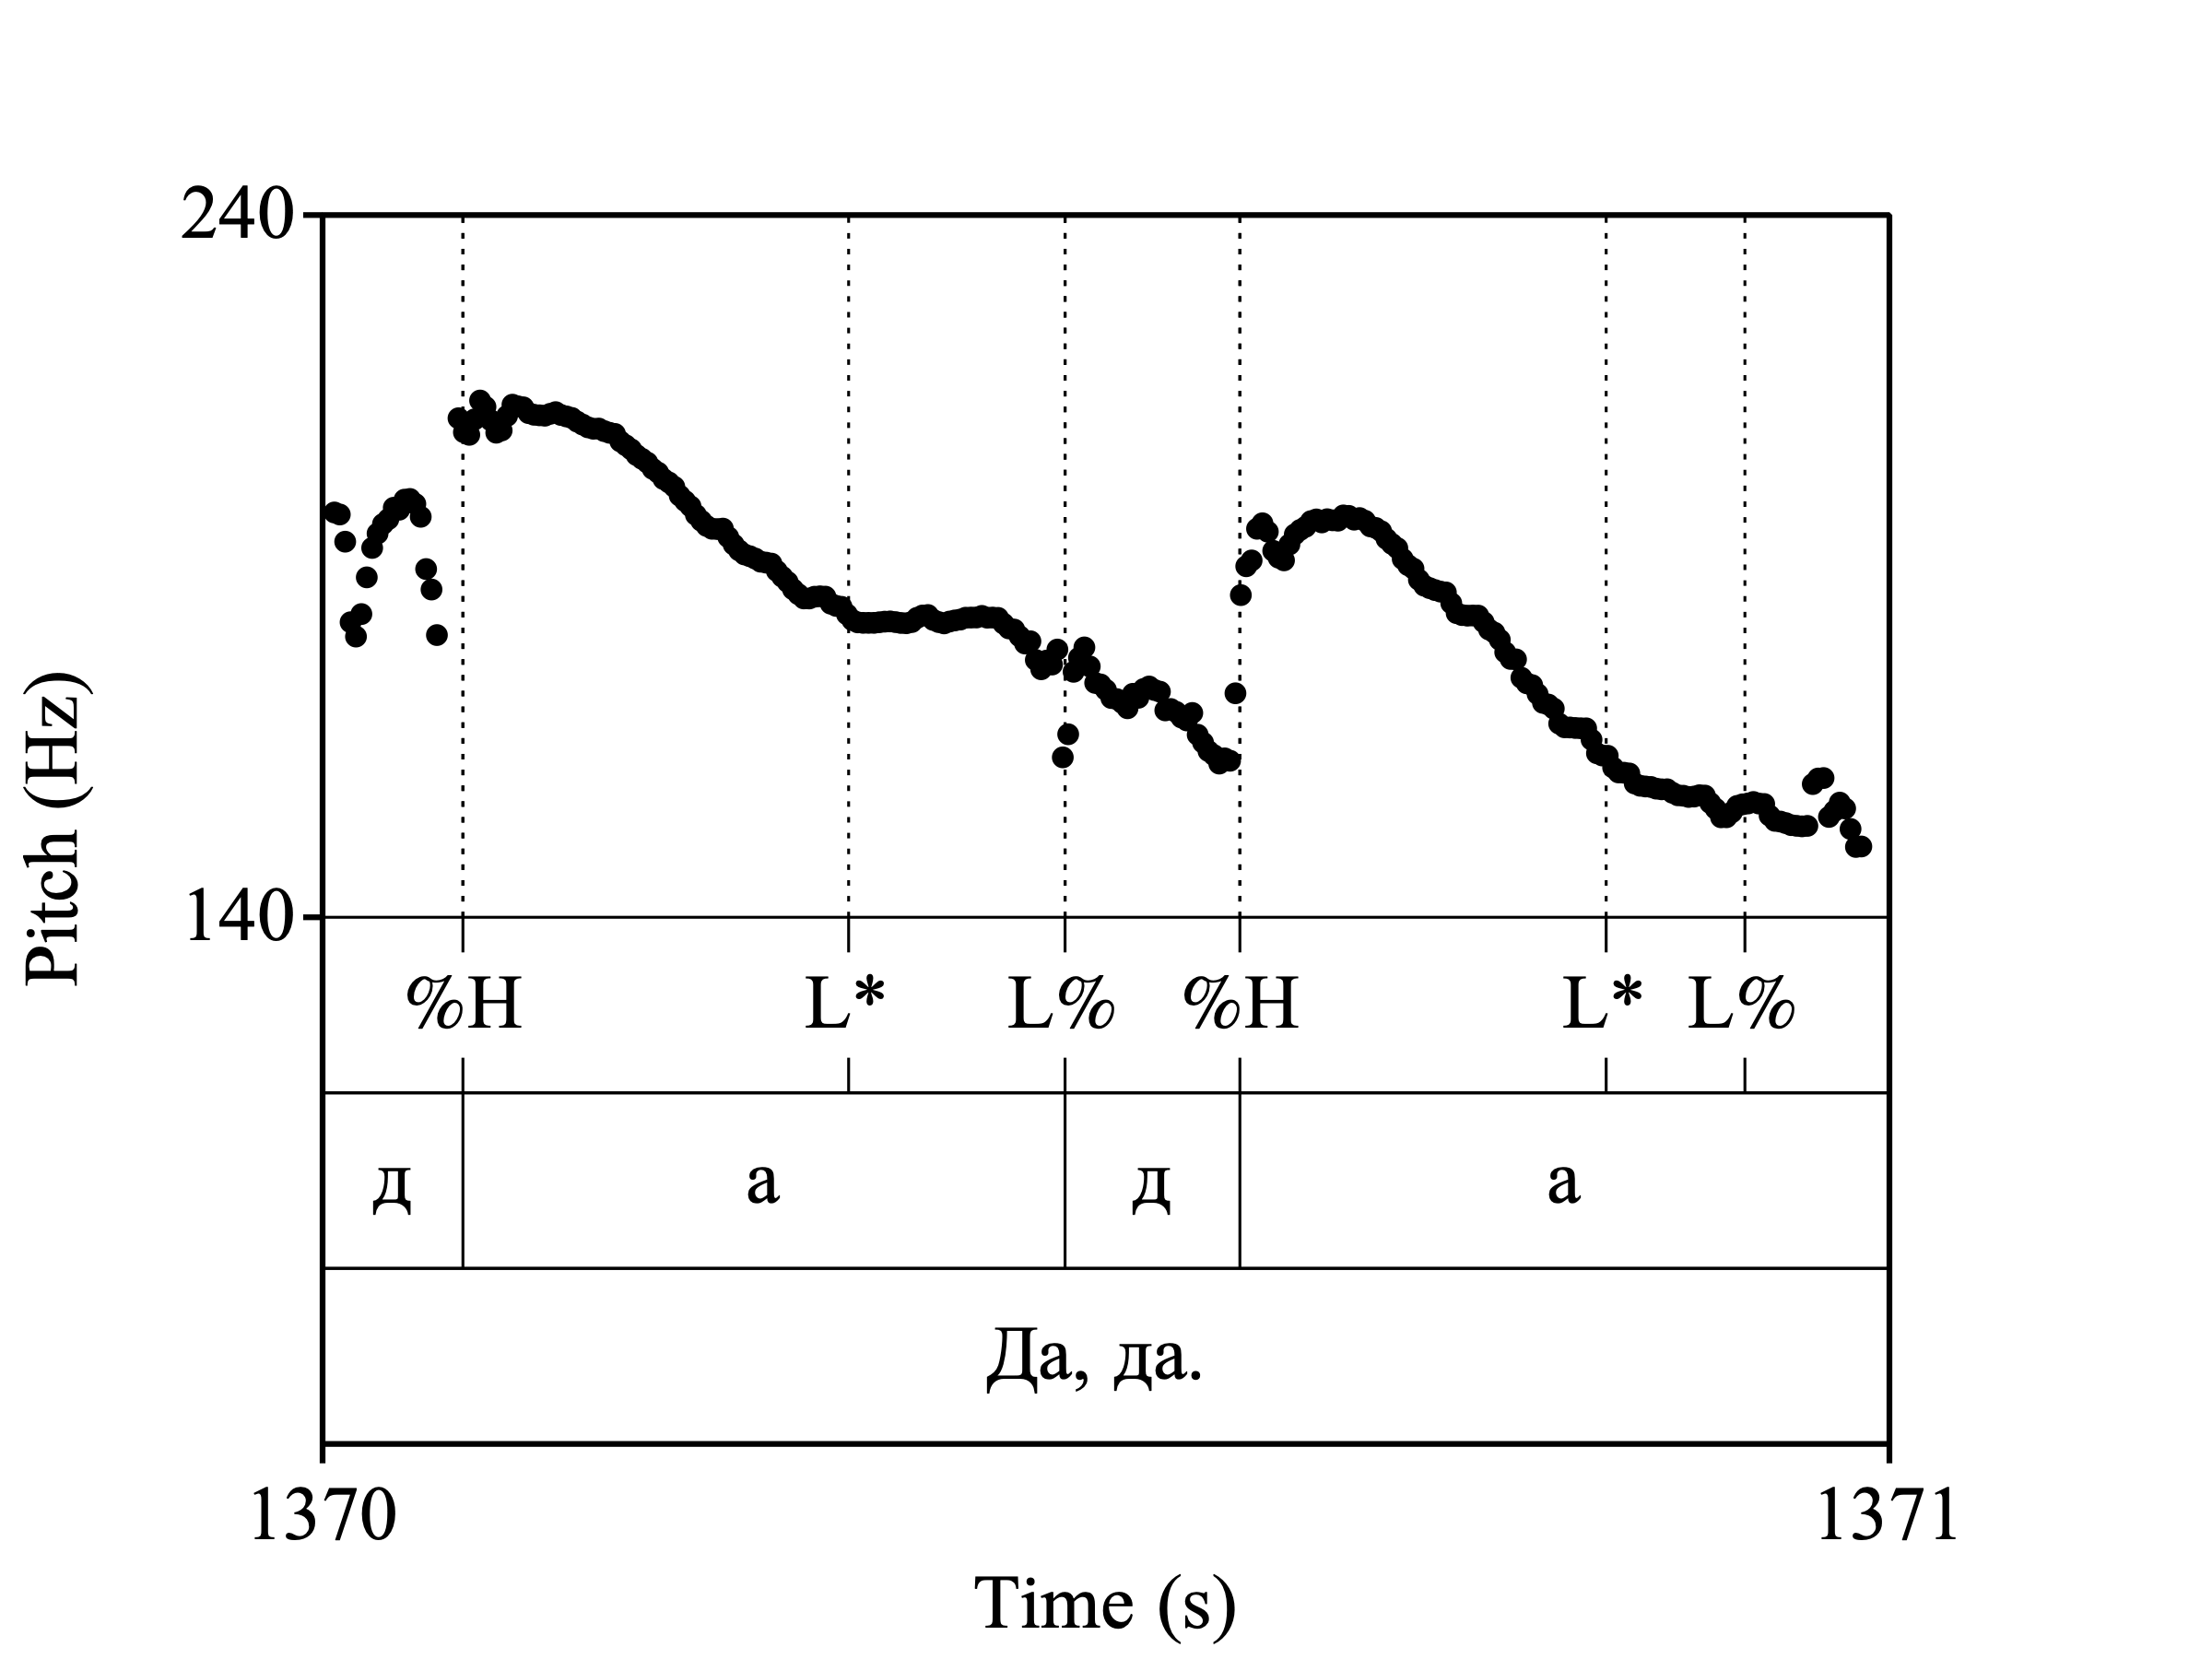 240
Pitch (Hz)
140
%H L* L% %H L* L%
д а д а
Да, да.
1370 1371
Time (s)